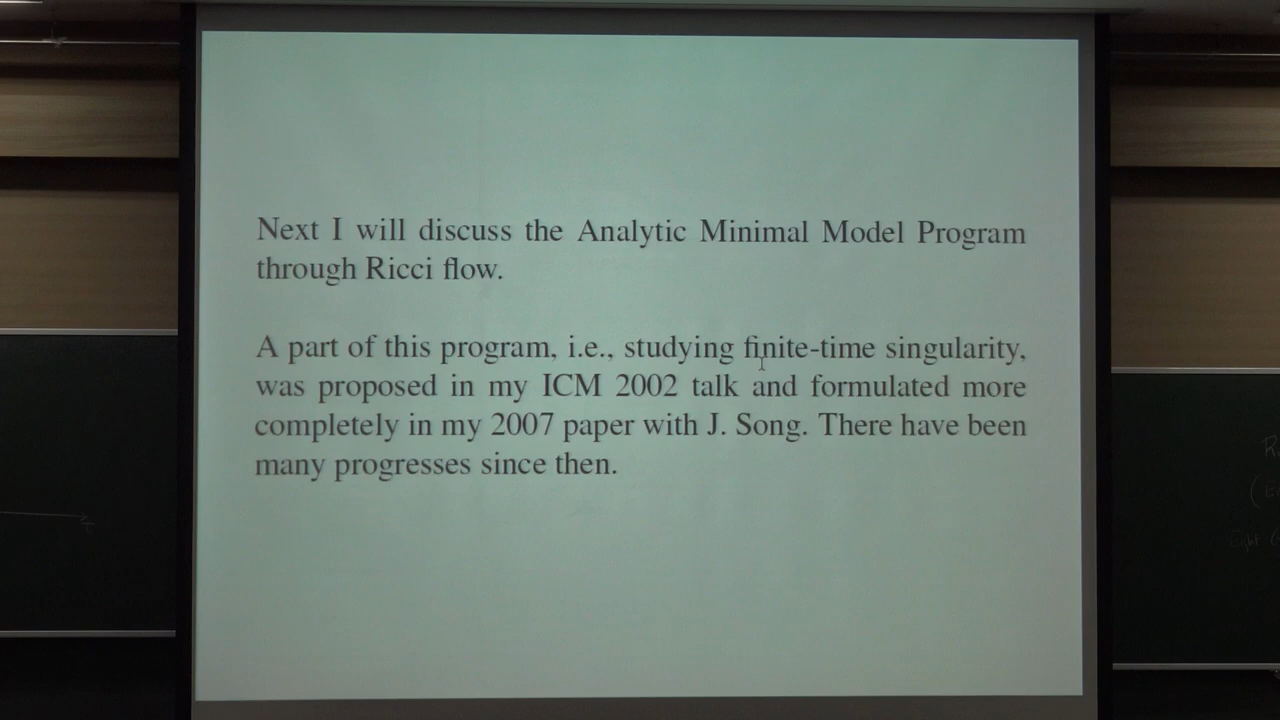 Next I will discuss the Analytic Minimal Model Program
through Ricci flow.
A part of this program, i.e., studying finite-time singularity,
was proposed in my ICM 2002 talk and formulated more
completely in my 2007 paper with J. Song. There have been
many progresses since then.